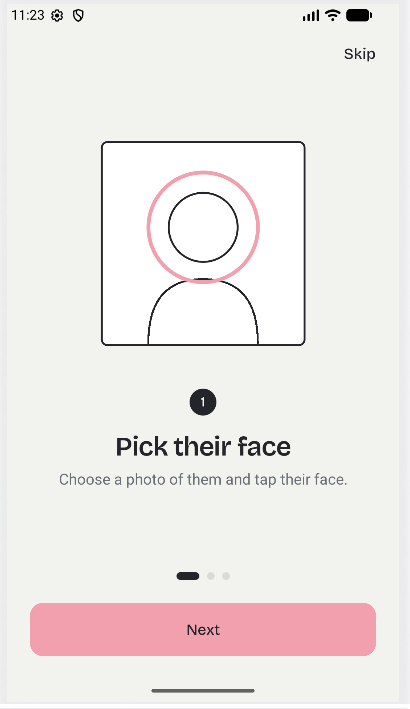 11:23
Skip
1
Pick their face
Choose a photo of them and tap their face.
Next